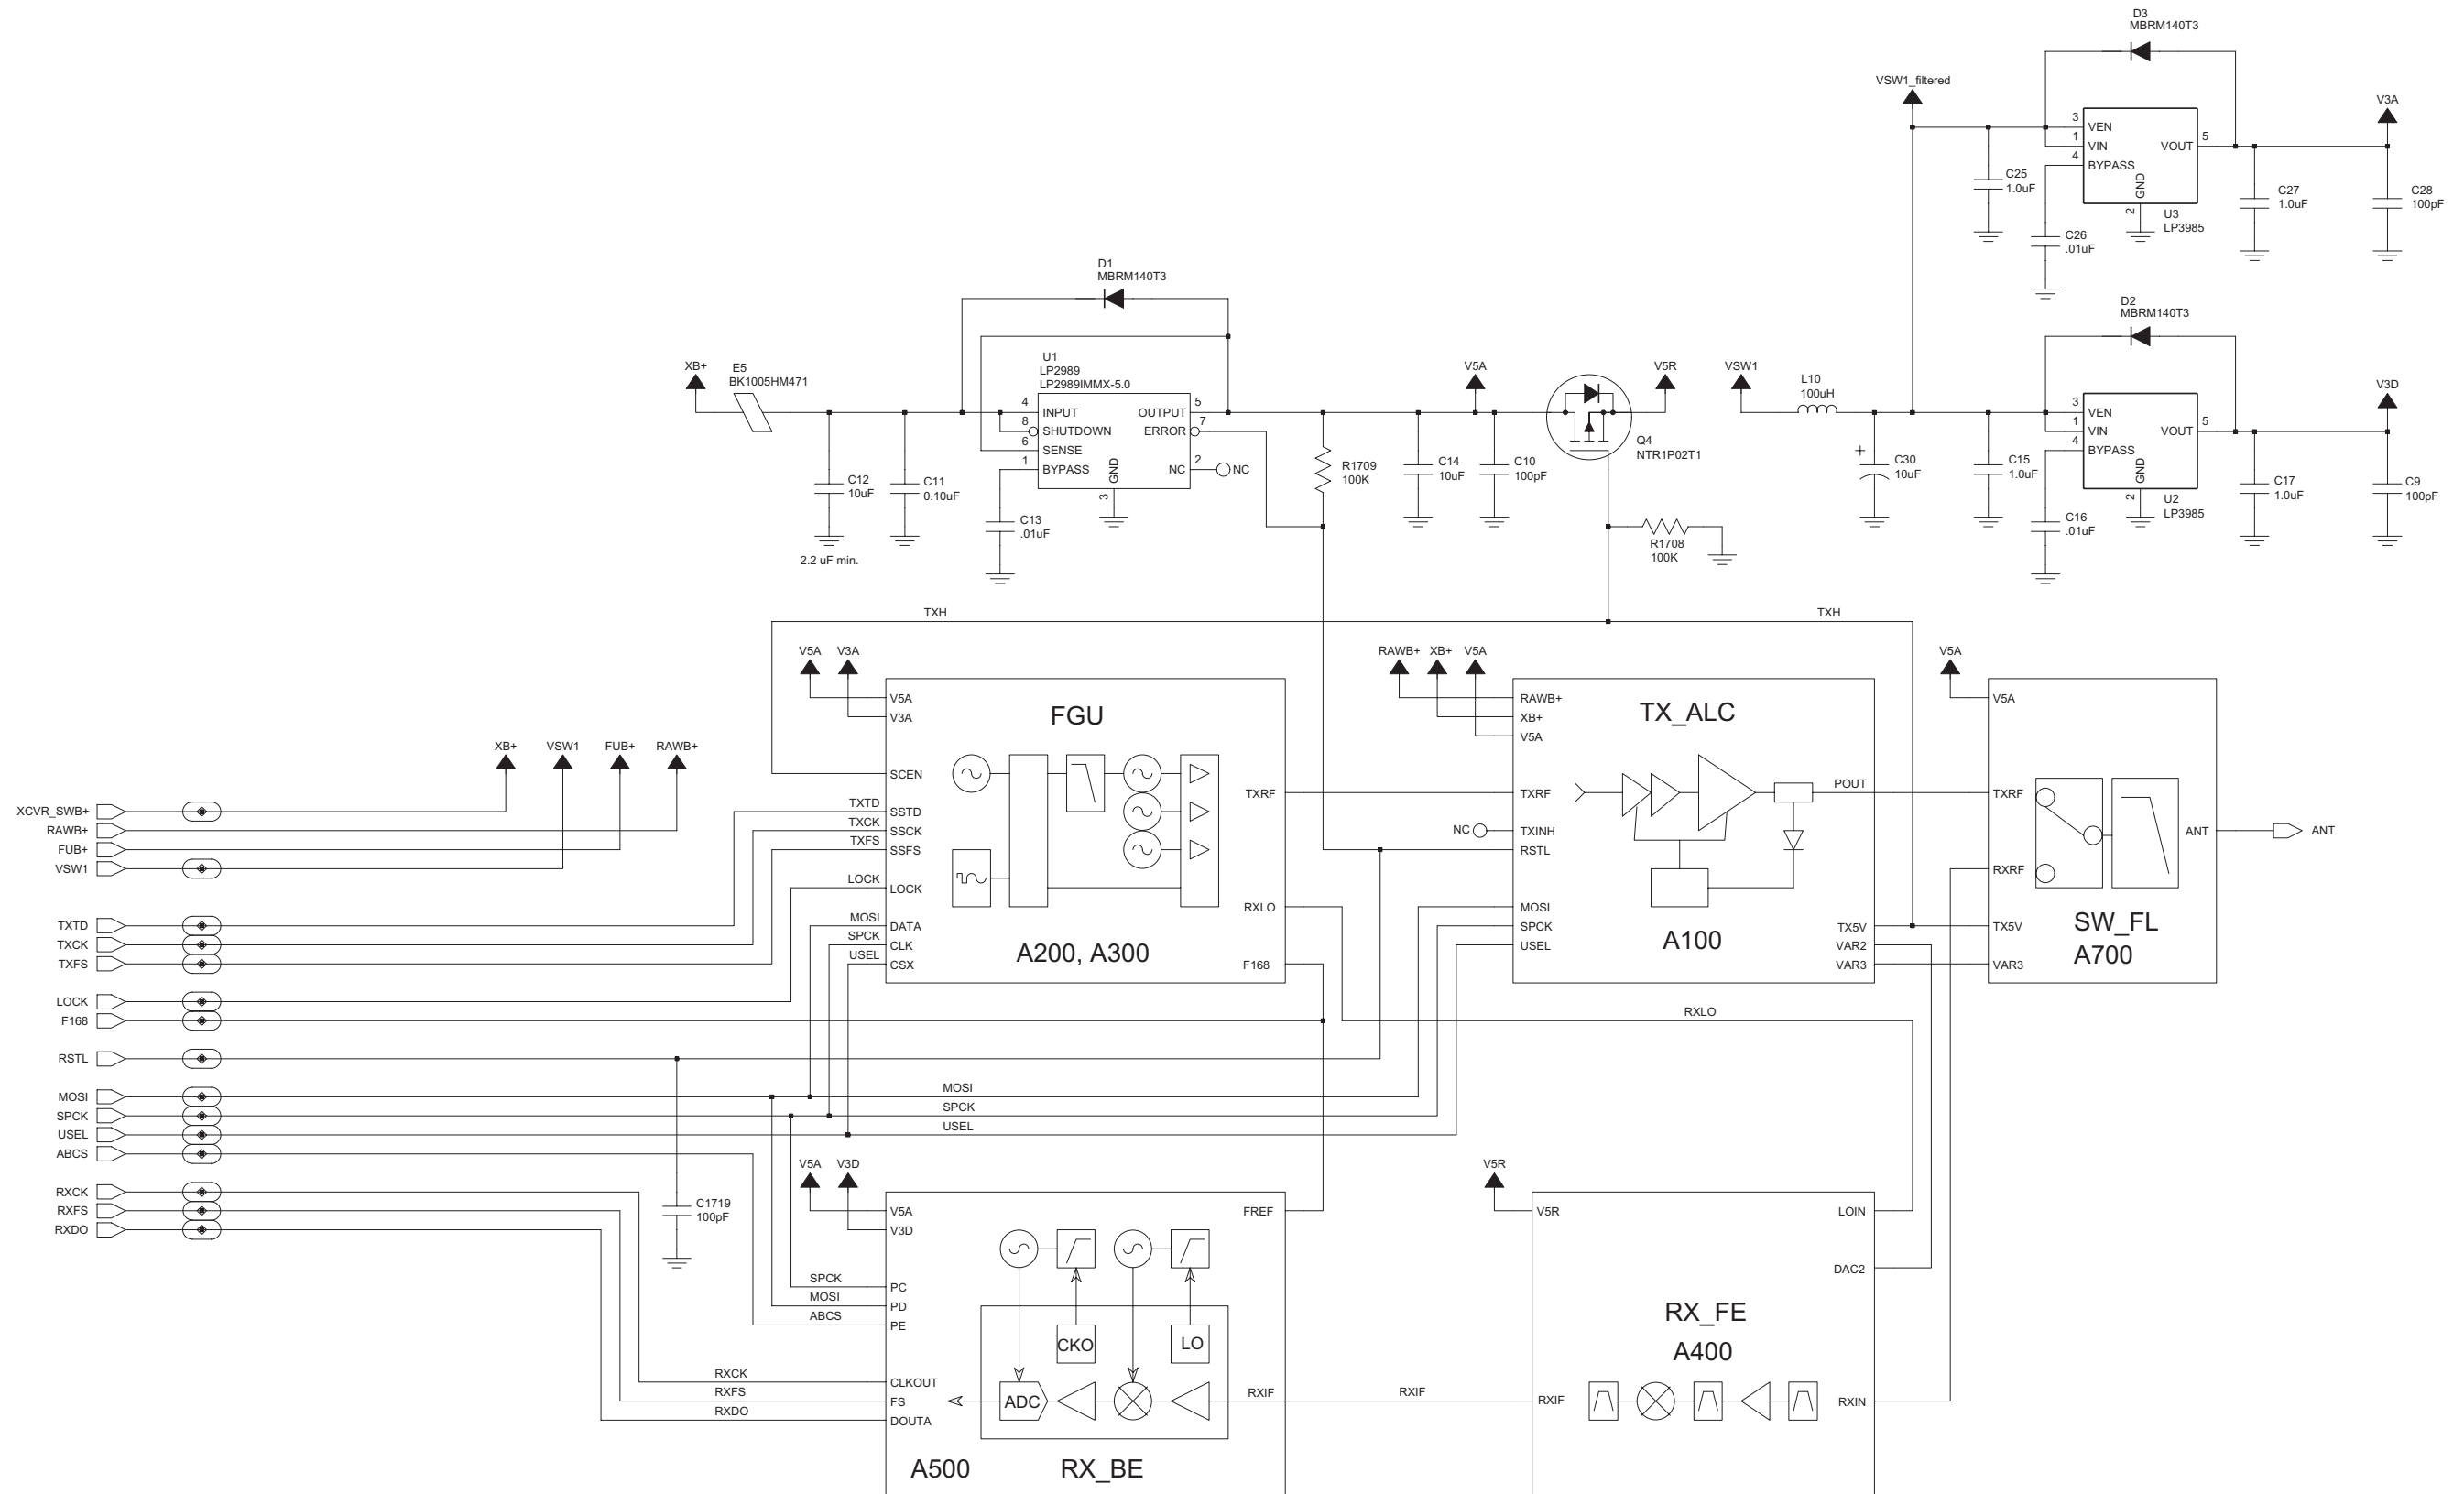 D3
MBRM140T3
VSW1_filtered
V3A
3
VEN
1
VIN
4
BYPASS
VOUT
5
GND
2
U3
LP3985
C25
1.0uF
C26
.01uF
C27
1.0uF
C28
100pF
D1
MBRM140T3
D2
MBRM140T3
XB+
E5
BK1005HM471
U1
LP2989
LP2989IMMX-5.0
4
INPUT
8
SHUTDOWN
6
SENSE
1
BYPASS
GND
3
OUTPUT
5
ERROR
7
NC
2
NC
C12
10uF
2.2 uF min.
C11
0.10uF
C13
.01uF
R1709
100K
C14
10uF
V5A
C10
100pF
Q4
NTR1P02T1
V5R
R1708
100K
VSW1
L10
100uH
+
C30
10uF
C15
1.0uF
3
VEN
1
VIN
4
BYPASS
VOUT
5
GND
2
U2
LP3985
C16
.01uF
C17
1.0uF
V3D
C9
100pF
TXH
TXH
V5A
V3A
V5A
V3A
FGU
SCEN
TXTD
SSTD
TXCK
SSCK
TXFS
SSFS
LOCK
LOCK
MOSI
DATA
SPCK
CLK
USEL
CSX
A200, A300
TXRF
RXLO
F168
RAWB+
XB+
V5A
RAWB+
XB+
V5A
TX_ALC
TXRF
NC
TXINH
RSTL
MOSI
SPCK
USEL
A100
POUT
TX5V
VAR2
VAR3
V5A
V5A
TXRF
RXRF
ANT
ANT
TX5V
VAR3
SW_FL
A700
XB+
VSW1
FUB+
RAWB+
XCVR_SWB+
RAWB+
FUB+
VSW1
TXTD
TXCK
TXFS
LOCK
F168
RSTL
MOSI
SPCK
USEL
ABCS
RXCK
RXFS
RXDO
RXLO
MOSI
SPCK
USEL
C1719
100pF
V5A
V3D
V5A
V3D
FREF
SPCK
PC
MOSI
PD
ABCS
PE
CKO
LO
RXCK
CLKOUT
RXFS
FS
RXDO
DOUTA
ADC
RXIF
RXIF
A500
RX_BE
V5R
V5R
LOIN
DAC2
RX_FE
A400
RXIF
RXIN